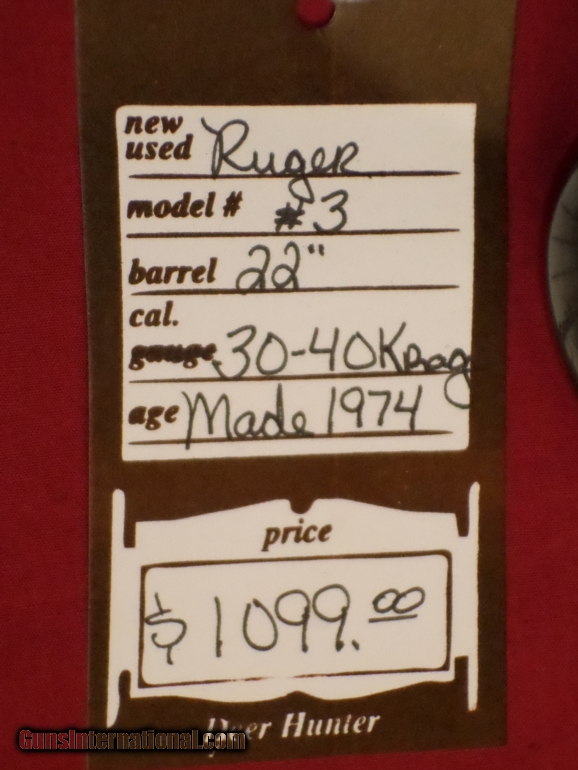 new
used Ruger
model # #3
barrel 22"
cal.
gauge .30-40 Krag
age Made 1974
price
$1099.00
Deer Hunter
GunsInternational.com